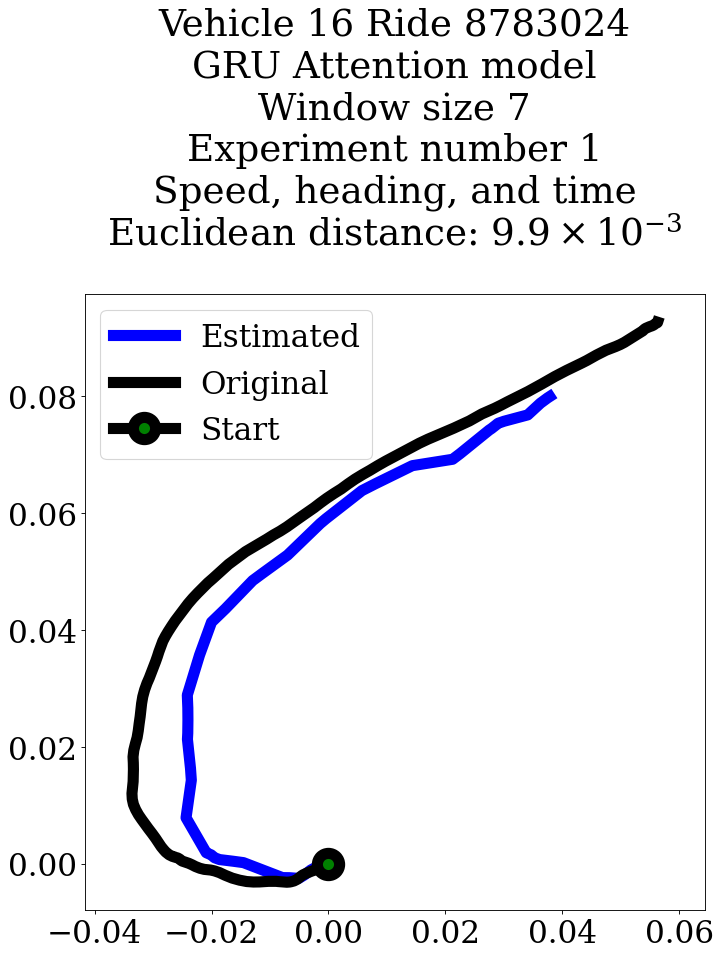 Vehicle 16 Ride 8783024
GRU Attention model
Window size 7
Experiment number 1
Speed, heading, and time
Euclidean distance: 9.9 × 10⁻³
Estimated
Original
Start
0.08
0.06
0.04
0.02
0.00
−0.04 −0.02 0.00 0.02 0.04 0.06